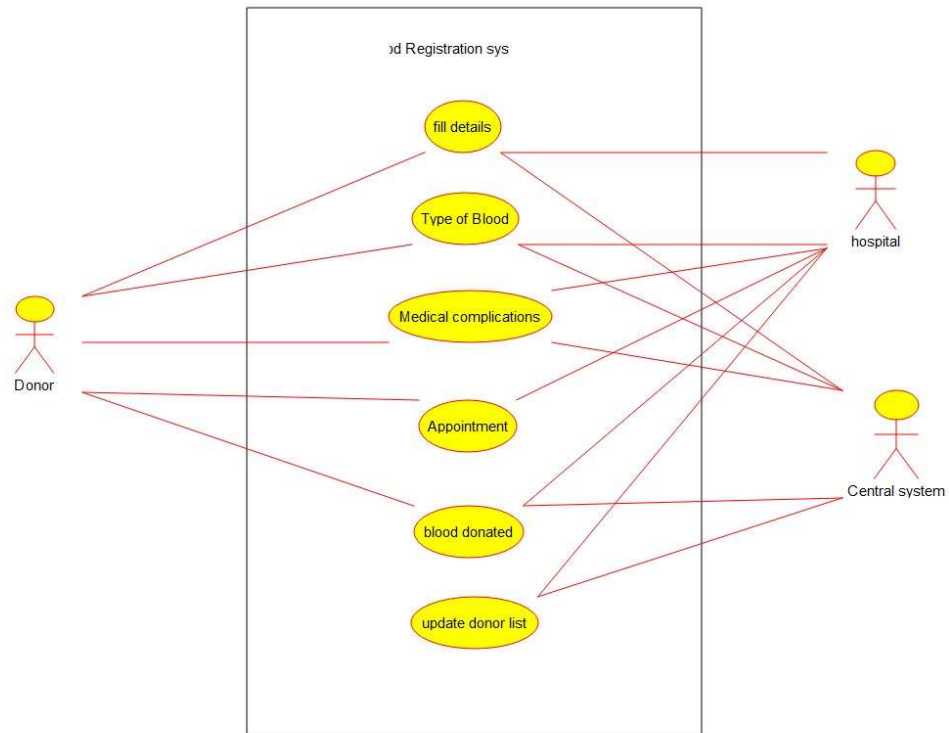 od Registration sys
fill details
Type of Blood
hospital
Medical complications
Donor
Appointment
Central system
blood donated
update donor list